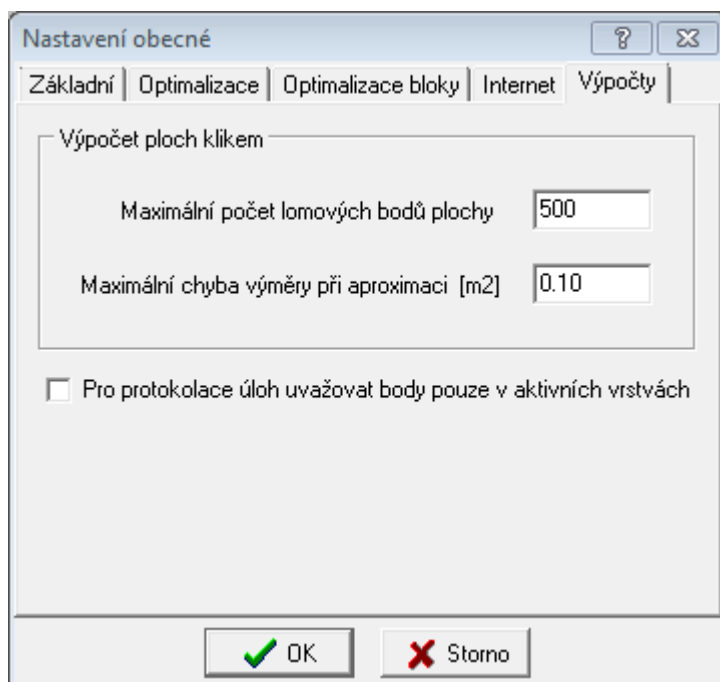 Nastavení obecné
Základní Optimalizace Optimalizace bloky Internet Výpočty
Výpočet ploch klikem
Maximální počet lomových bodů plochy 500
Maximální chyba výměry při aproximaci [m2] 0.10
Pro protokolace úloh uvažovat body pouze v aktivních vrstvách
OK Storno